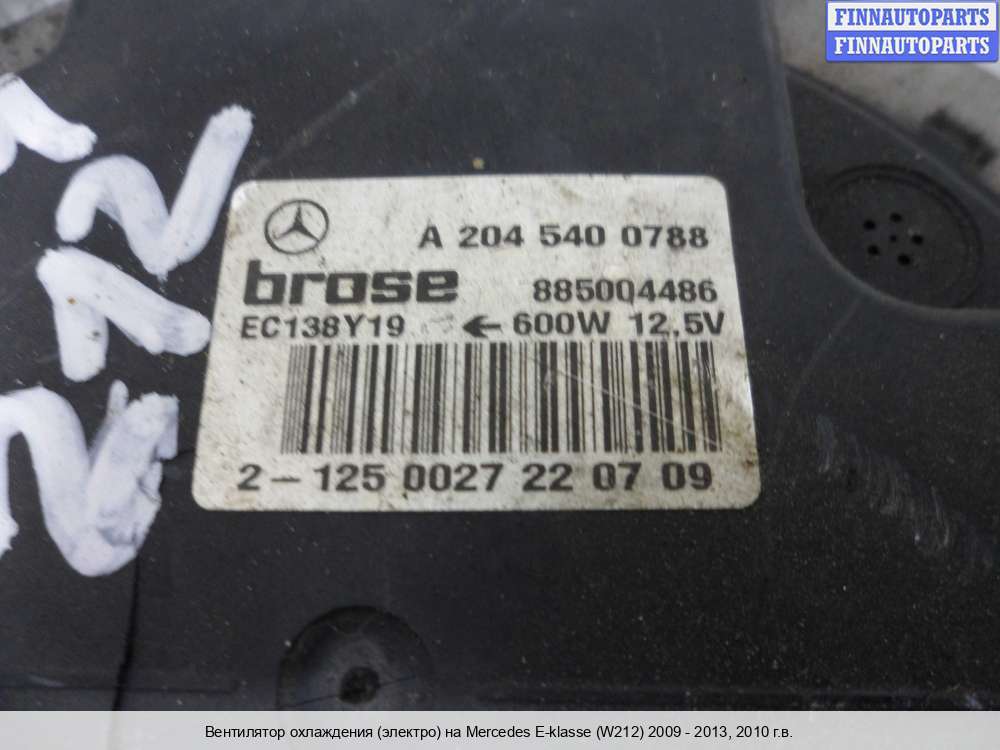 FINNAUTOPARTS
FINNAUTOPARTS
A 204 540 0788
brose 885004486
EC138Y19 ← 600W 12,5V
2-125 0027 22 07 09
Вентилятор охлаждения (электро) на Mercedes E-klasse (W212) 2009 - 2013, 2010 г.в.